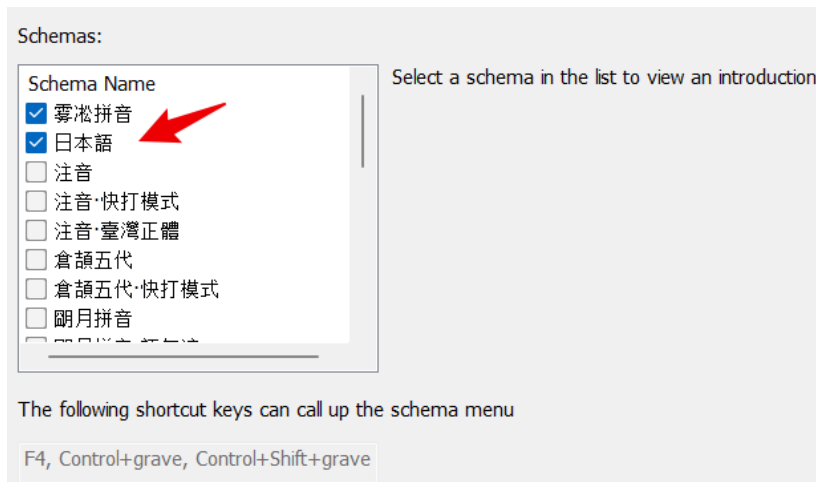 Schemas:
Schema Name
Select a schema in the list to view an introduction
雾凇拼音
日本語
注音
注音·快打模式
注音·臺灣正體
倉頡五代
倉頡五代·快打模式
朙月拼音
The following shortcut keys can call up the schema menu
F4, Control+grave, Control+Shift+grave